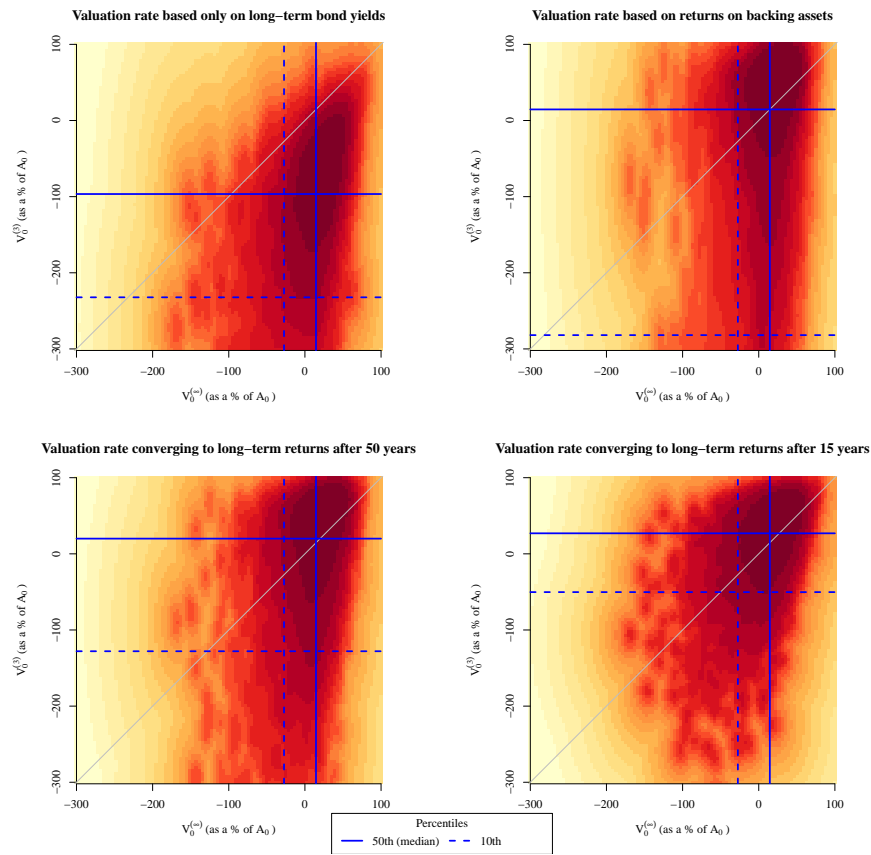 Valuation rate based only on long−term bond yields
100
0
−100
−200
−300
V₀⁽³⁾ (as a % of A₀ )
−300 −200 −100 0 100
V₀⁽∞⁾ (as a % of A₀ )
Valuation rate based on returns on backing assets
100
0
−100
−200
−300
V₀⁽³⁾ (as a % of A₀ )
−300 −200 −100 0 100
V₀⁽∞⁾ (as a % of A₀ )
Valuation rate converging to long−term returns after 50 years
100
0
−100
−200
−300
V₀⁽³⁾ (as a % of A₀ )
−300 −200 −100 0 100
V₀⁽∞⁾ (as a % of A₀ )
Valuation rate converging to long−term returns after 15 years
100
0
−100
−200
−300
V₀⁽³⁾ (as a % of A₀ )
−300 −200 −100 0 100
V₀⁽∞⁾ (as a % of A₀ )
Percentiles
50th (median) 10th